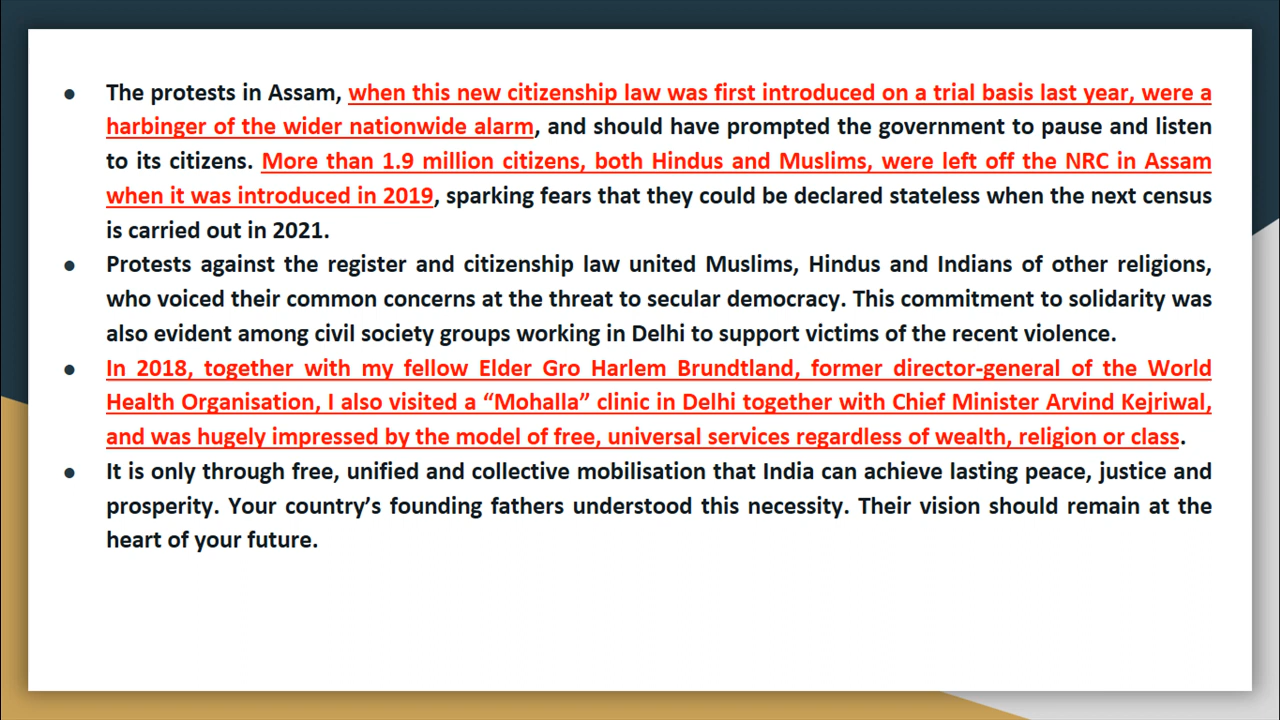 ● The protests in Assam, when this new citizenship law was first introduced on a trial basis last year, were a
harbinger of the wider nationwide alarm, and should have prompted the government to pause and listen
to its citizens. More than 1.9 million citizens, both Hindus and Muslims, were left off the NRC in Assam
when it was introduced in 2019, sparking fears that they could be declared stateless when the next census
is carried out in 2021.
● Protests against the register and citizenship law united Muslims, Hindus and Indians of other religions,
who voiced their common concerns at the threat to secular democracy. This commitment to solidarity was
also evident among civil society groups working in Delhi to support victims of the recent violence.
● In 2018, together with my fellow Elder Gro Harlem Brundtland, former director-general of the World
Health Organisation, I also visited a “Mohalla” clinic in Delhi together with Chief Minister Arvind Kejriwal,
and was hugely impressed by the model of free, universal services regardless of wealth, religion or class.
● It is only through free, unified and collective mobilisation that India can achieve lasting peace, justice and
prosperity. Your country’s founding fathers understood this necessity. Their vision should remain at the
heart of your future.